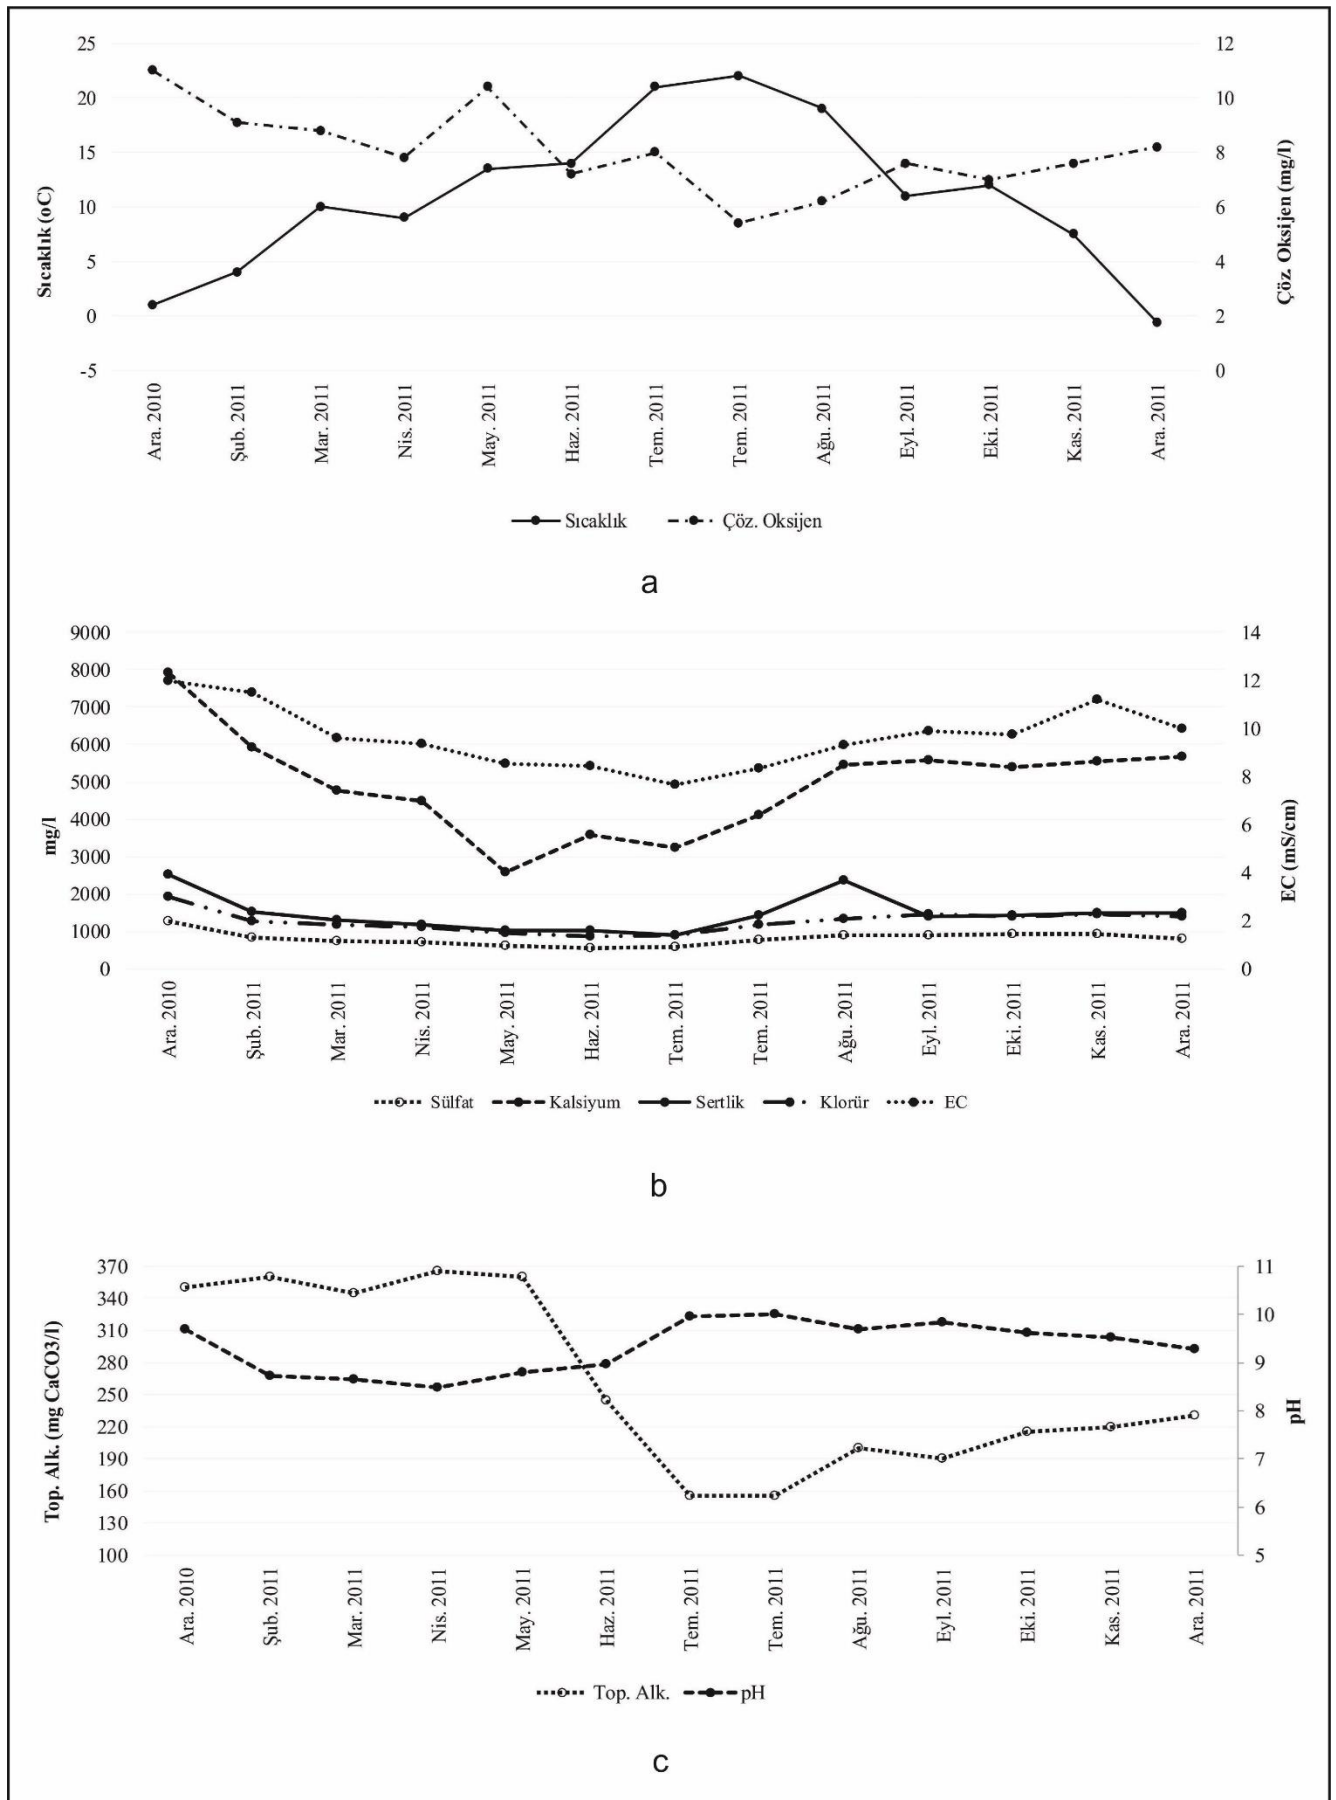 25
20
15
10
5
0
-5
Sıcaklık (oC)
12
10
8
6
4
2
0
Çöz. Oksijen (mg/l)
Ara. 2010
Şub. 2011
Mar. 2011
Nis. 2011
May. 2011
Haz. 2011
Tem. 2011
Tem. 2011
Ağu. 2011
Eyl. 2011
Eki. 2011
Kas. 2011
Ara. 2011
Sıcaklık Çöz. Oksijen
a
9000
8000
7000
6000
5000
4000
3000
2000
1000
0
mg/l
14
12
10
8
6
4
2
0
EC (mS/cm)
Ara. 2010
Şub. 2011
Mar. 2011
Nis. 2011
May. 2011
Haz. 2011
Tem. 2011
Tem. 2011
Ağu. 2011
Eyl. 2011
Eki. 2011
Kas. 2011
Ara. 2011
Sülfat Kalsiyum Sertlik Klorür EC
b
370
340
310
280
250
220
190
160
130
100
Top. Alk. (mg CaCO3/l)
11
10
9
8
7
6
5
pH
Ara. 2010
Şub. 2011
Mar. 2011
Nis. 2011
May. 2011
Haz. 2011
Tem. 2011
Tem. 2011
Ağu. 2011
Eyl. 2011
Eki. 2011
Kas. 2011
Ara. 2011
Top. Alk. pH
c